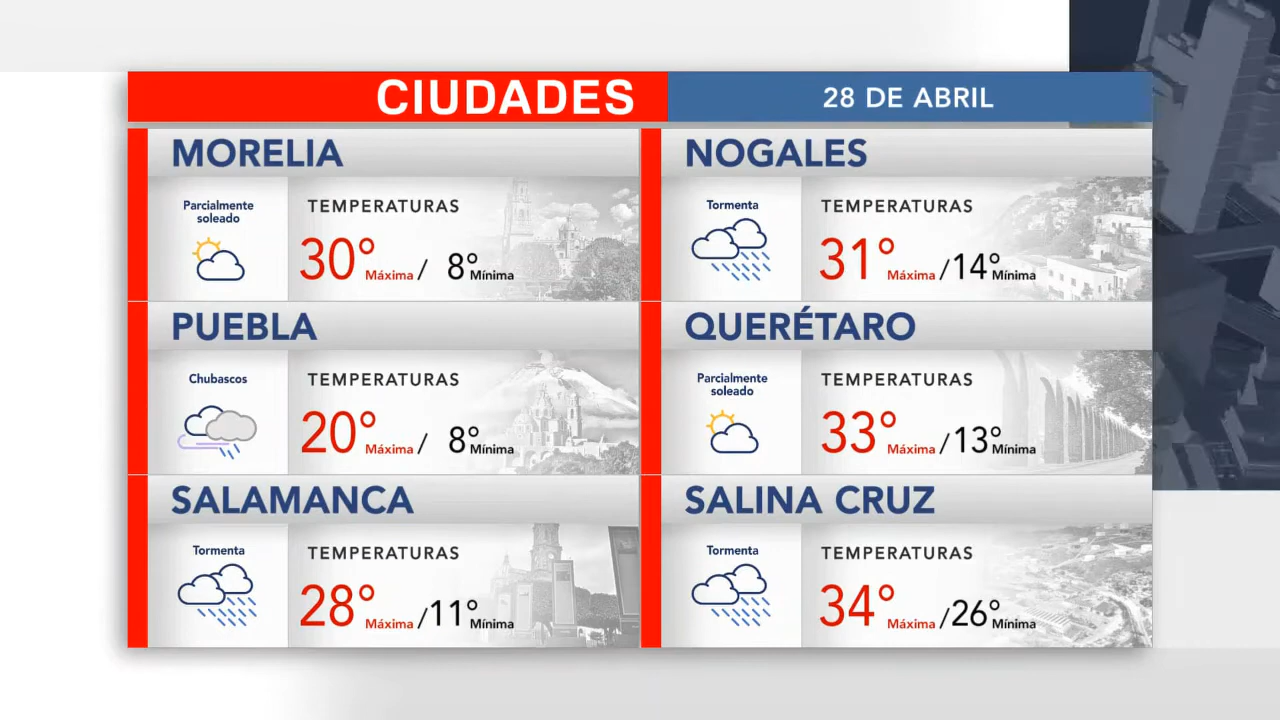 CIUDADES
28 DE ABRIL
MORELIA
Parcialmente
soleado
TEMPERATURAS
30° Máxima / 8° Mínima
NOGALES
Tormenta
TEMPERATURAS
31° Máxima /14° Mínima
PUEBLA
Chubascos
TEMPERATURAS
20° Máxima / 8° Mínima
QUERÉTARO
Parcialmente
soleado
TEMPERATURAS
33° Máxima /13° Mínima
SALAMANCA
Tormenta
TEMPERATURAS
28° Máxima /11° Mínima
SALINA CRUZ
Tormenta
TEMPERATURAS
34° Máxima /26° Mínima